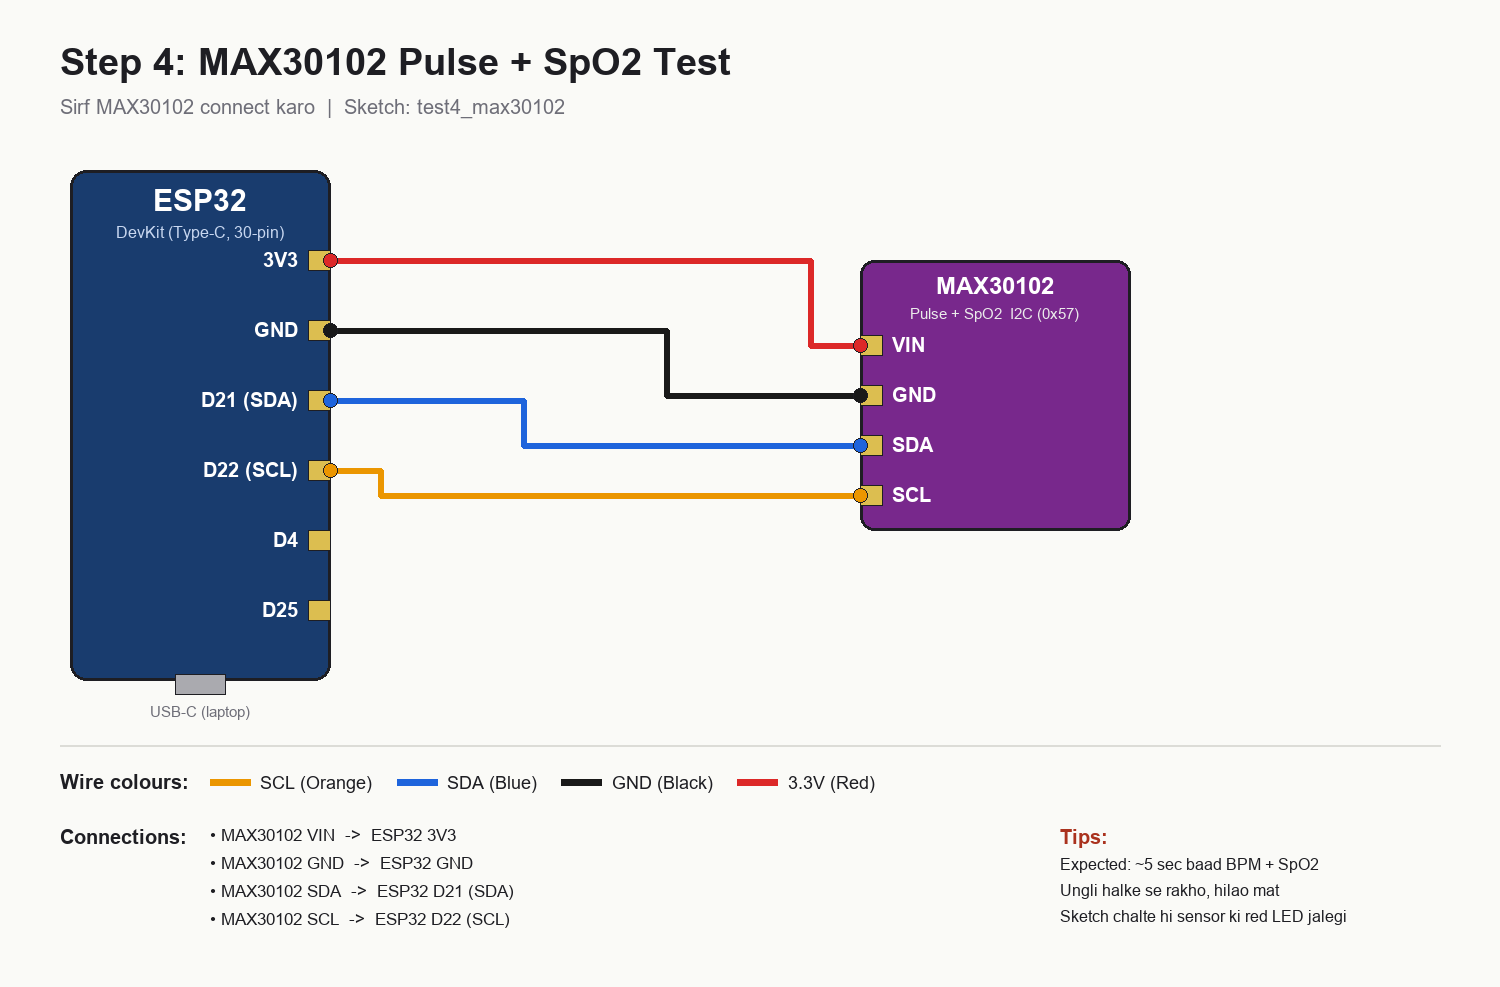 Step 4: MAX30102 Pulse + SpO2 Test
Sirf MAX30102 connect karo | Sketch: test4_max30102
ESP32
DevKit (Type-C, 30-pin)
3V3
GND
D21 (SDA)
D22 (SCL)
D4
D25
USB-C (laptop)
MAX30102
Pulse + SpO2 I2C (0x57)
VIN
GND
SDA
SCL
Wire colours: SCL (Orange) SDA (Blue) GND (Black) 3.3V (Red)
Connections:
• MAX30102 VIN -> ESP32 3V3
• MAX30102 GND -> ESP32 GND
• MAX30102 SDA -> ESP32 D21 (SDA)
• MAX30102 SCL -> ESP32 D22 (SCL)
Tips:
Expected: ~5 sec baad BPM + SpO2
Ungli halke se rakho, hilao mat
Sketch chalte hi sensor ki red LED jalegi